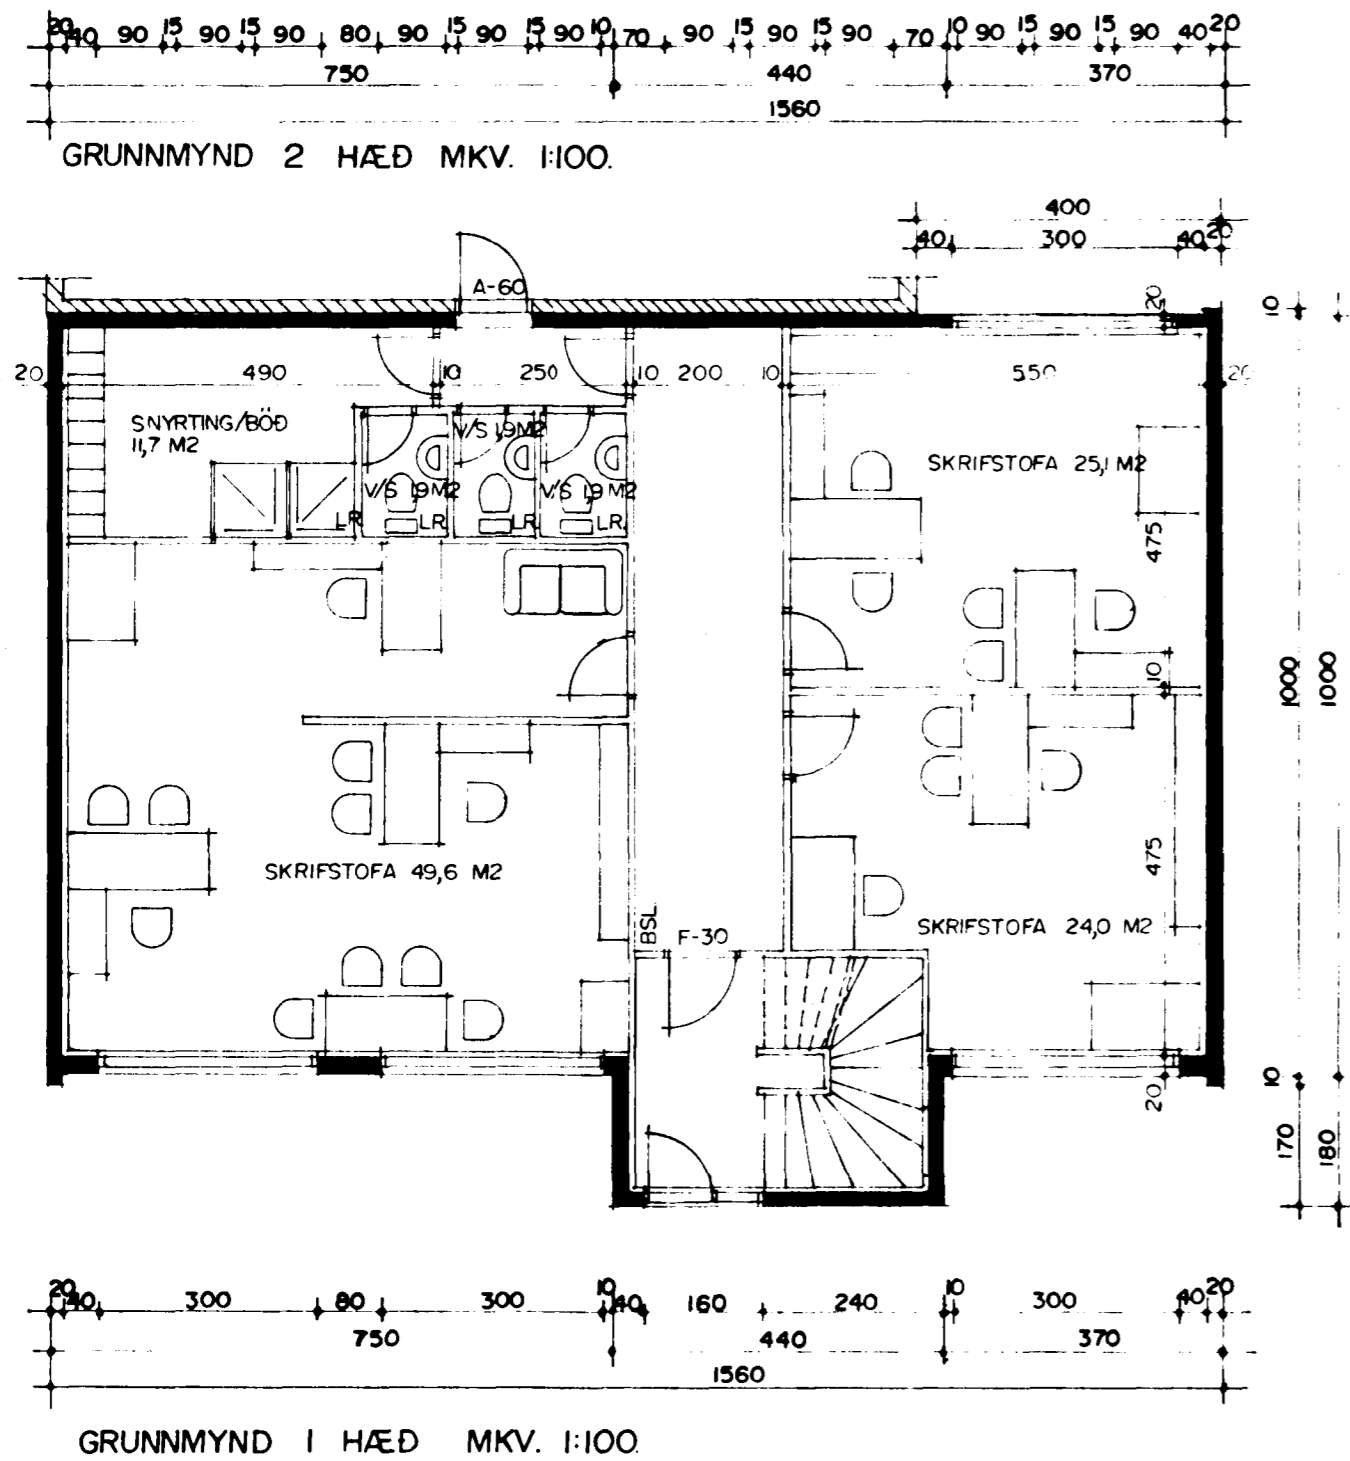 20 40 90 15 90 15 90 80 90 15 90 15 90 10 70 90 15 90 15 90 70 10 90 15 90 15 90 40 20
750 440 370
1560
GRUNNMYND 2 HÆÐ MKV. 1:100.
400
40 300 40 20
A-60
20
10
20 490 10 250 10 200 10 550 20
SNYRTING/BÖÐ
11,7 M2
V/S 1,9 M2
SKRIFSTOFA 25,1 M2
V/S 1,9 M2
V/S 1,9 M2
LR
LR
LR
LR
475
10
1000
1000
475
SKRIFSTOFA 49,6 M2
SKRIFSTOFA 24,0 M2
BSL
F-30
20
10
170
180
20 40 300 80 300 10 40 160 240 10 300 40 20
750 440 370
1560
GRUNNMYND 1 HÆÐ MKV. 1:100.